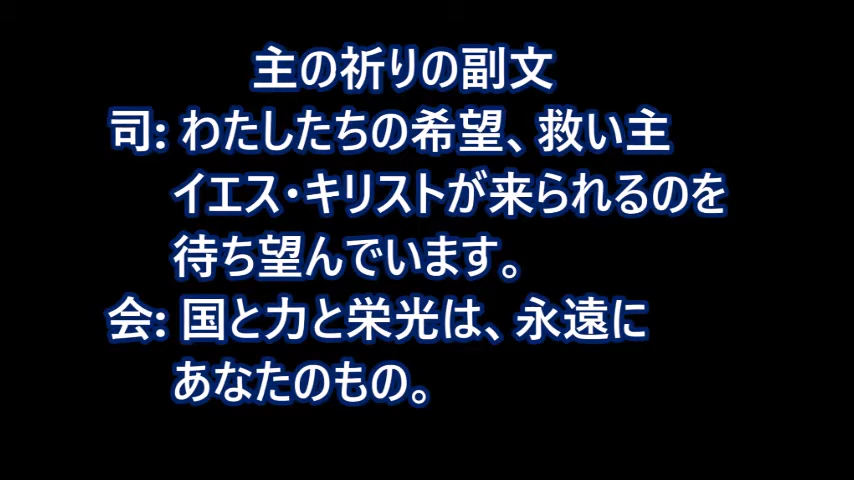 主の祈りの副文
司: わたしたちの希望、救い主
イエス・キリストが来られるのを
待ち望んでいます。
会: 国と力と栄光は、永遠に
あなたのもの。